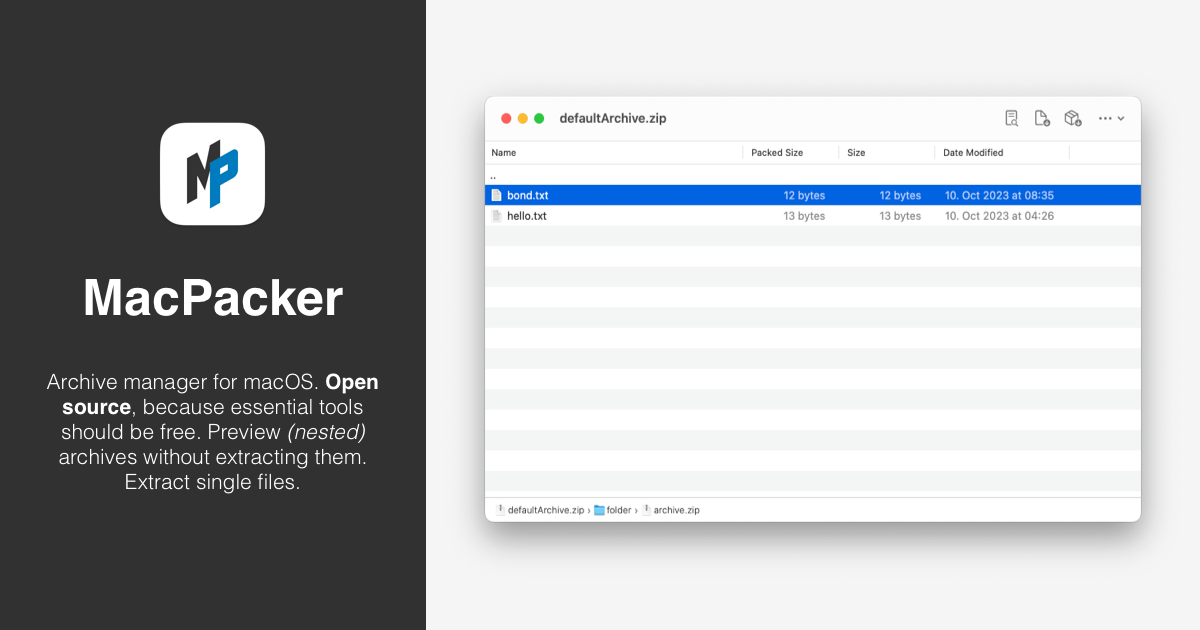 MP
MacPacker
Archive manager for macOS. Open
source, because essential tools
should be free. Preview (nested)
archives without extracting them.
Extract single files.
defaultArchive.zip
Name Packed Size Size Date Modified
..
bond.txt 12 bytes 12 bytes 10. Oct 2023 at 08:35
hello.txt 13 bytes 13 bytes 10. Oct 2023 at 04:26
defaultArchive.zip › folder › archive.zip